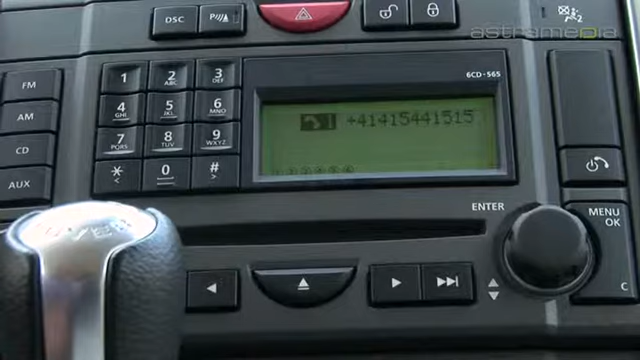 astramedia
DSC
P
2
6CD-565
FM
1
2 ABC
3 DEF
AM
4 GHI
5 JKL
6 MNO
+41415441515
CD
7 PQRS
8 TUV
9 WXYZ
AUX
*
0
#
ENTER
MENU
OK
C